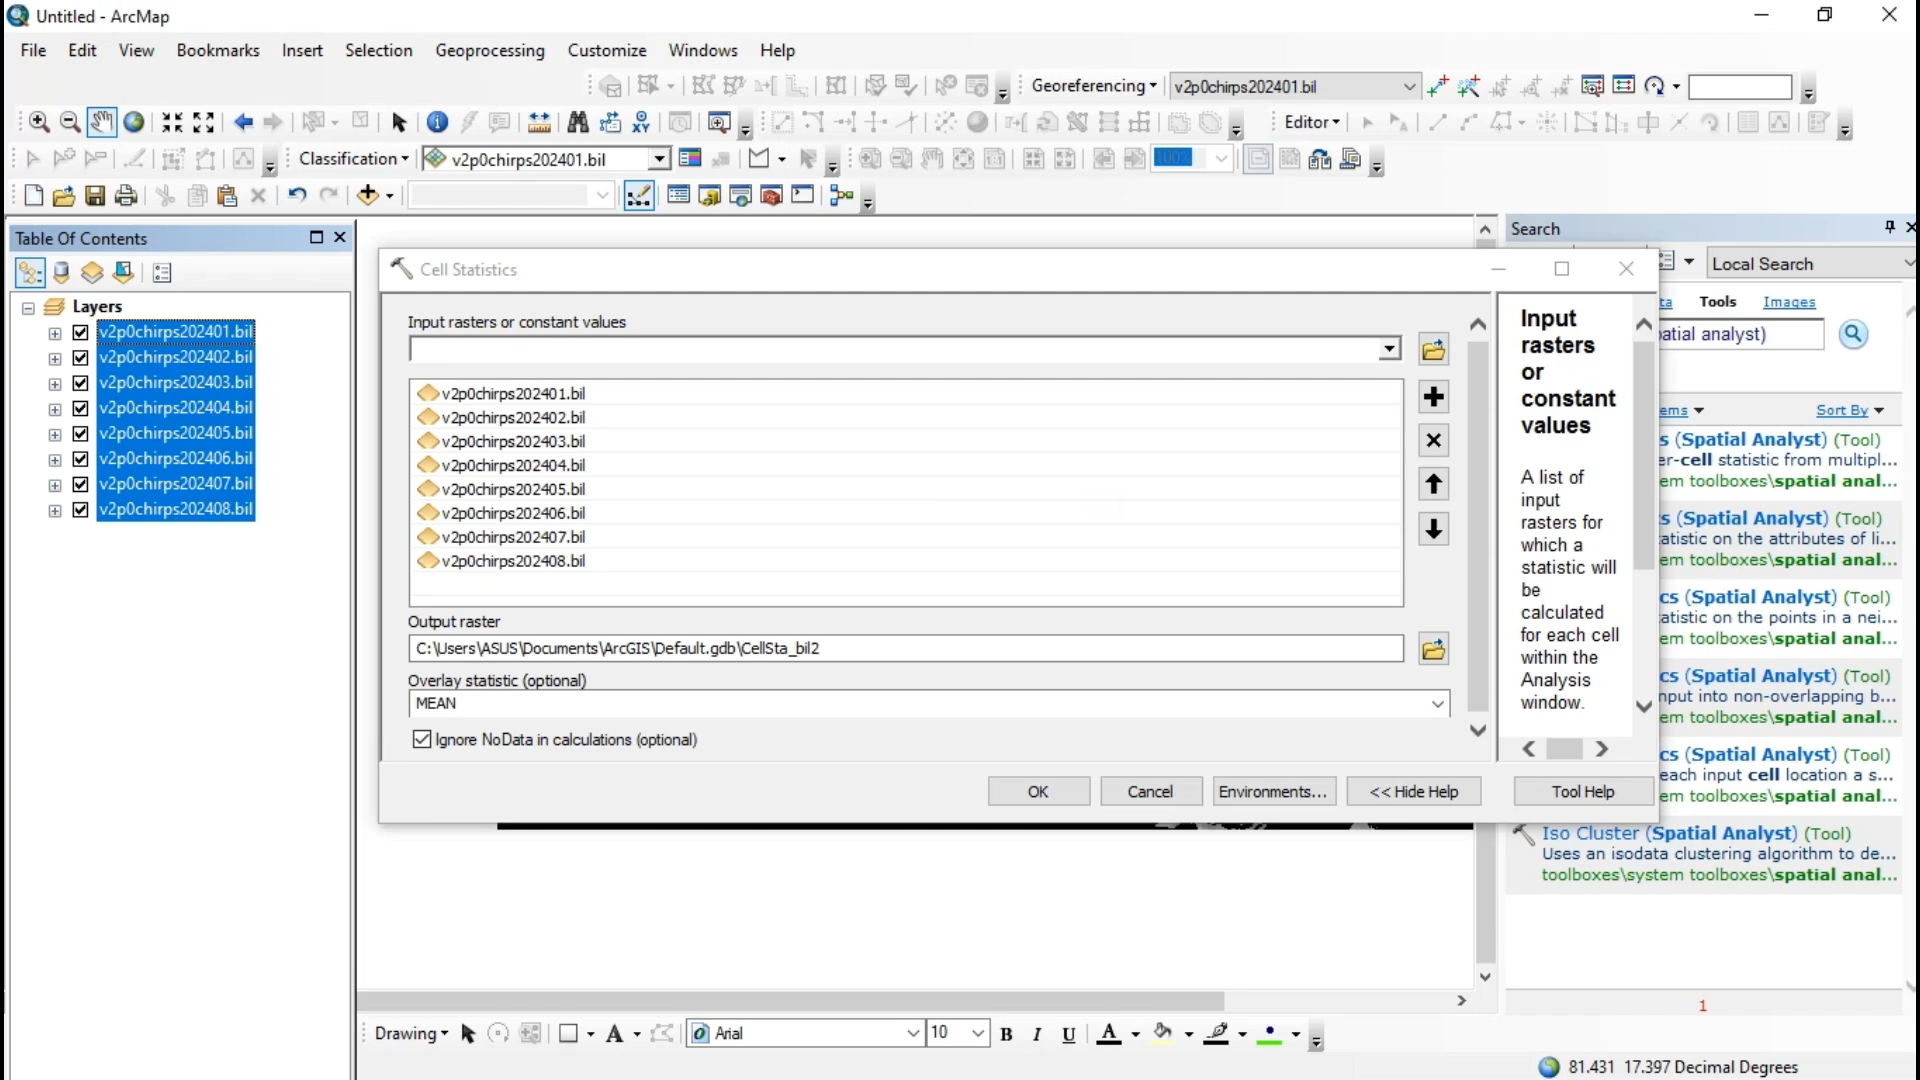 Untitled - ArcMap
File Edit View Bookmarks Insert Selection Geoprocessing Customize Windows Help
Georeferencing v2p0chirps202401.bil
Editor
Classification v2p0chirps202401.bil 100%
Table Of Contents
Layers
v2p0chirps202401.bil
v2p0chirps202402.bil
v2p0chirps202403.bil
v2p0chirps202404.bil
v2p0chirps202405.bil
v2p0chirps202406.bil
v2p0chirps202407.bil
v2p0chirps202408.bil
Cell Statistics
Input rasters or constant values
v2p0chirps202401.bil
v2p0chirps202402.bil
v2p0chirps202403.bil
v2p0chirps202404.bil
v2p0chirps202405.bil
v2p0chirps202406.bil
v2p0chirps202407.bil
v2p0chirps202408.bil
Output raster
C:\Users\ASUS\Documents\ArcGIS\Default.gdb\CellSta_bil2
Overlay statistic (optional)
MEAN
Ignore NoData in calculations (optional)
OK Cancel Environments... << Hide Help Tool Help
Input
rasters
or
constant
values
A list of
input
rasters for
which a
statistic will
be
calculated
for each cell
within the
Analysis
window.
Search
Local Search
ta Tools Images
patial analyst)
ems Sort By
s (Spatial Analyst) (Tool)
er-cell statistic from multipl...
em toolboxes\spatial anal...
s (Spatial Analyst) (Tool)
atistic on the attributes of li...
em toolboxes\spatial anal...
cs (Spatial Analyst) (Tool)
atistic on the points in a nei...
em toolboxes\spatial anal...
cs (Spatial Analyst) (Tool)
nput into non-overlapping b...
em toolboxes\spatial anal...
cs (Spatial Analyst) (Tool)
each input cell location a s...
em toolboxes\spatial anal...
Iso Cluster (Spatial Analyst) (Tool)
Uses an isodata clustering algorithm to de...
toolboxes\system toolboxes\spatial anal...
1
Drawing A Arial 10 B I U A
81.431 17.397 Decimal Degrees